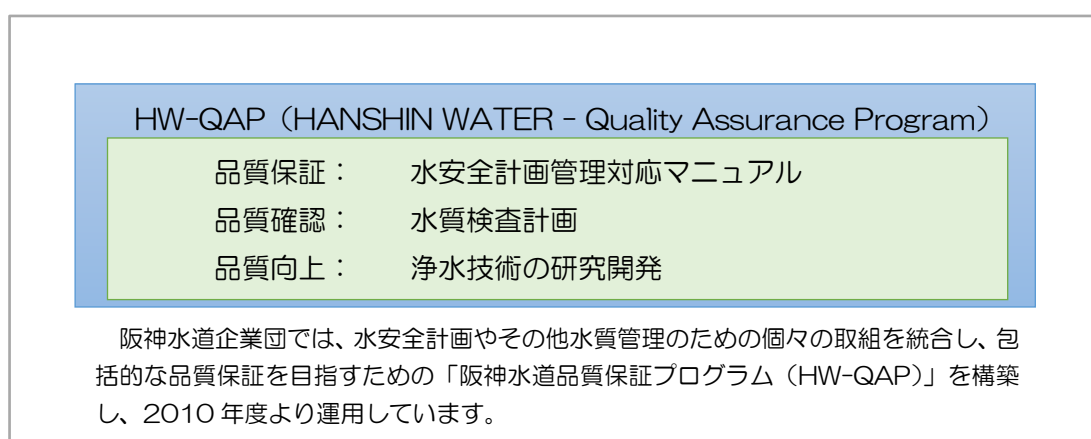 HW-QAP（HANSHIN WATER - Quality Assurance Program）
品質保証： 水安全計画管理対応マニュアル
品質確認： 水質検査計画
品質向上： 浄水技術の研究開発
阪神水道企業団では、水安全計画やその他水質管理のための個々の取組を統合し、包
括的な品質保証を目指すための「阪神水道品質保証プログラム（HW-QAP）」を構築
し、2010 年度より運用しています。